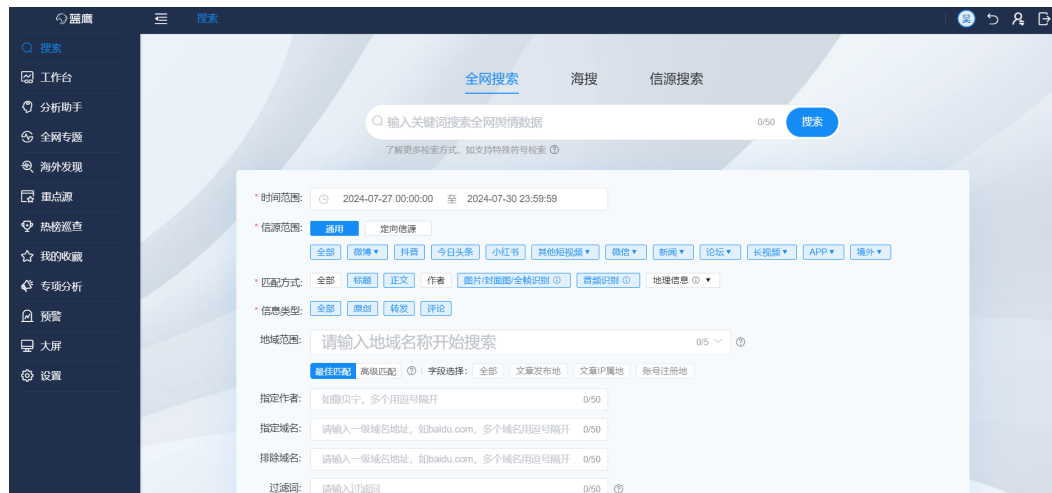 蓝鹰
搜索
吴
搜索
工作台
分析助手
全网专题
海外发现
重点源
热榜巡查
我的收藏
专项分析
预警
大屏
设置
全网搜索 海搜 信源搜索
输入关键词搜索全网舆情数据 0/50 搜索
了解更多检索方式，如支持特殊符号检索
* 时间范围: 2024-07-27 00:00:00 至 2024-07-30 23:59:59
* 信源范围: 通用 定向信源
全部 微博▼ 抖音 今日头条 小红书 其他短视频▼ 微信▼ 新闻▼ 论坛▼ 长视频▼ APP▼ 境外▼
* 匹配方式: 全部 标题 正文 作者 图片/封面图/全帧识别 音频识别 地理信息 ▼
* 信息类型: 全部 原创 转发 评论
地域范围: 请输入地域名称开始搜索 0/5
最佳匹配 高级匹配 字段选择: 全部 文章发布地 文章IP属地 账号注册地
指定作者: 如撒贝宁，多个用逗号隔开 0/50
指定域名: 请输入一级域名地址，如baidu.com，多个域名用逗号隔开 0/50
排除域名: 请输入一级域名地址，如baidu.com，多个域名用逗号隔开 0/50
过滤词: 请输入过滤词 0/50